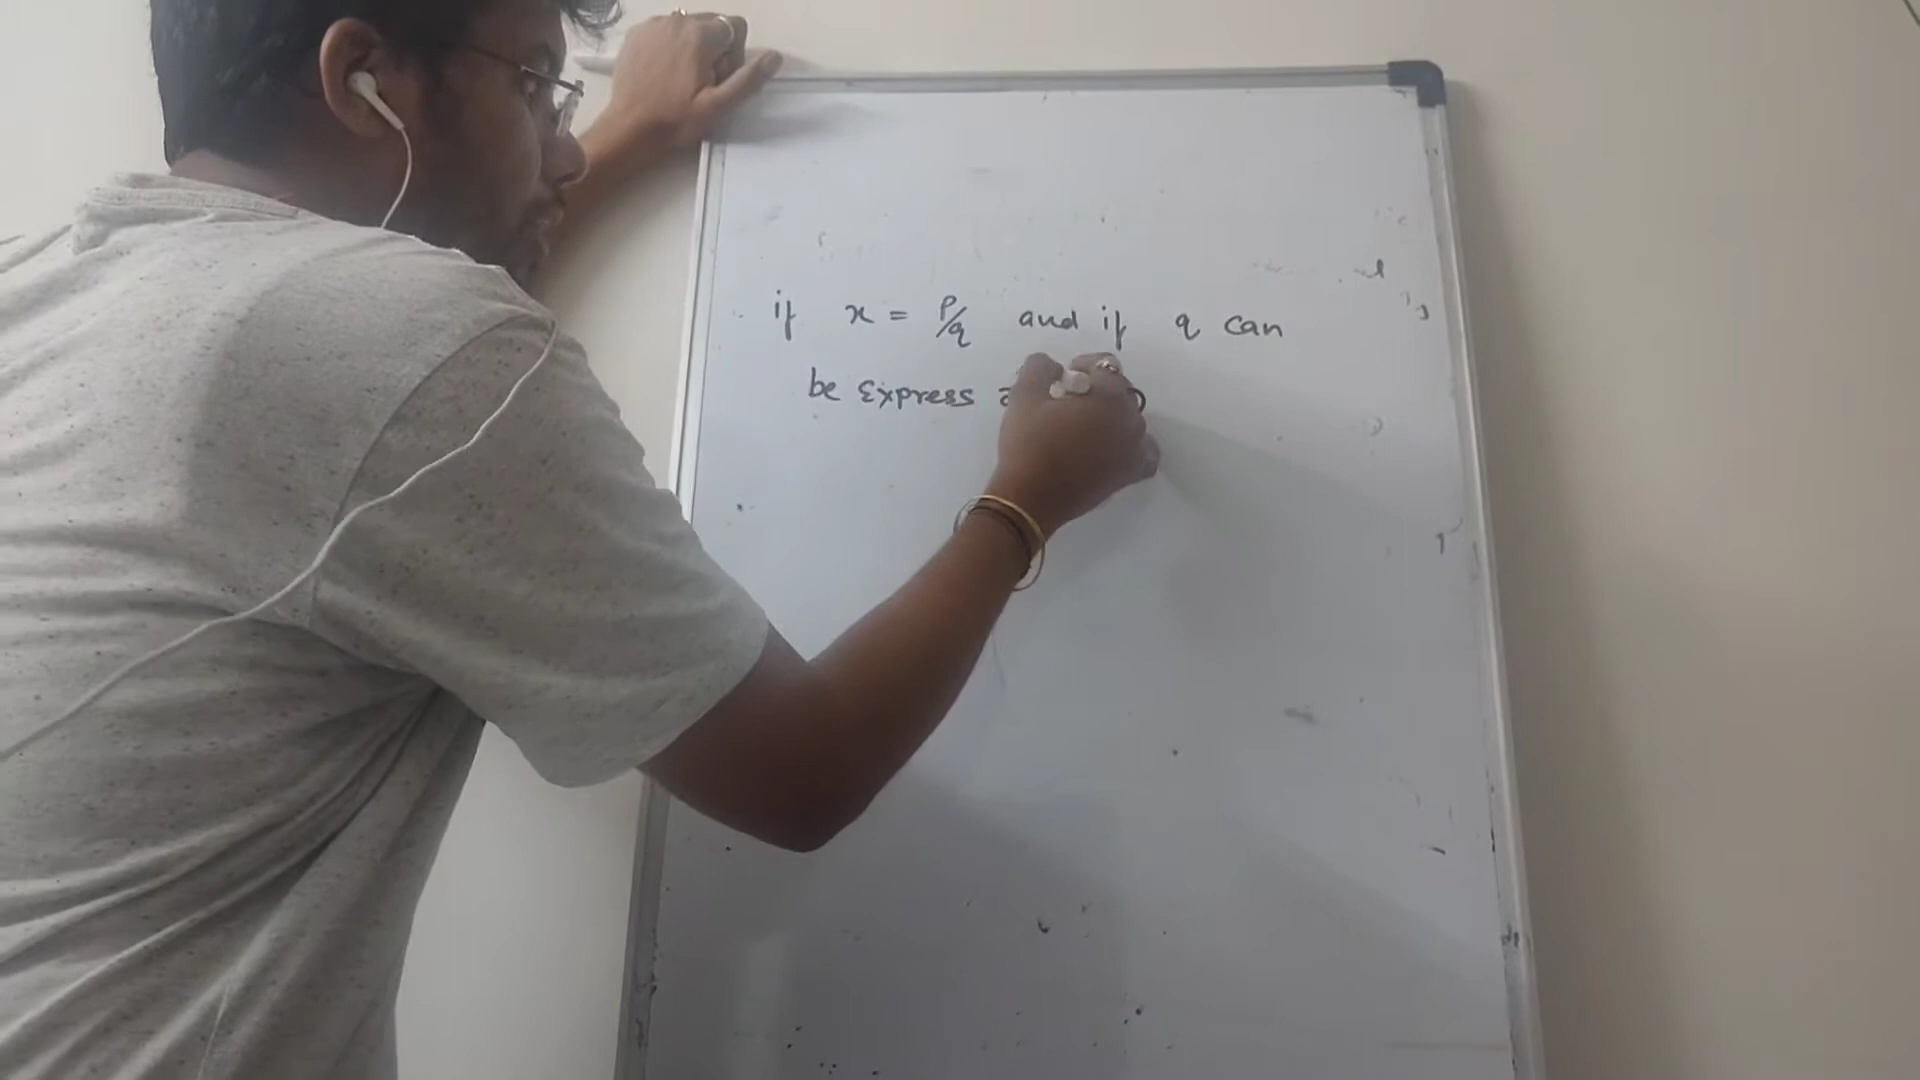 if x = P/q and if q can
be Express